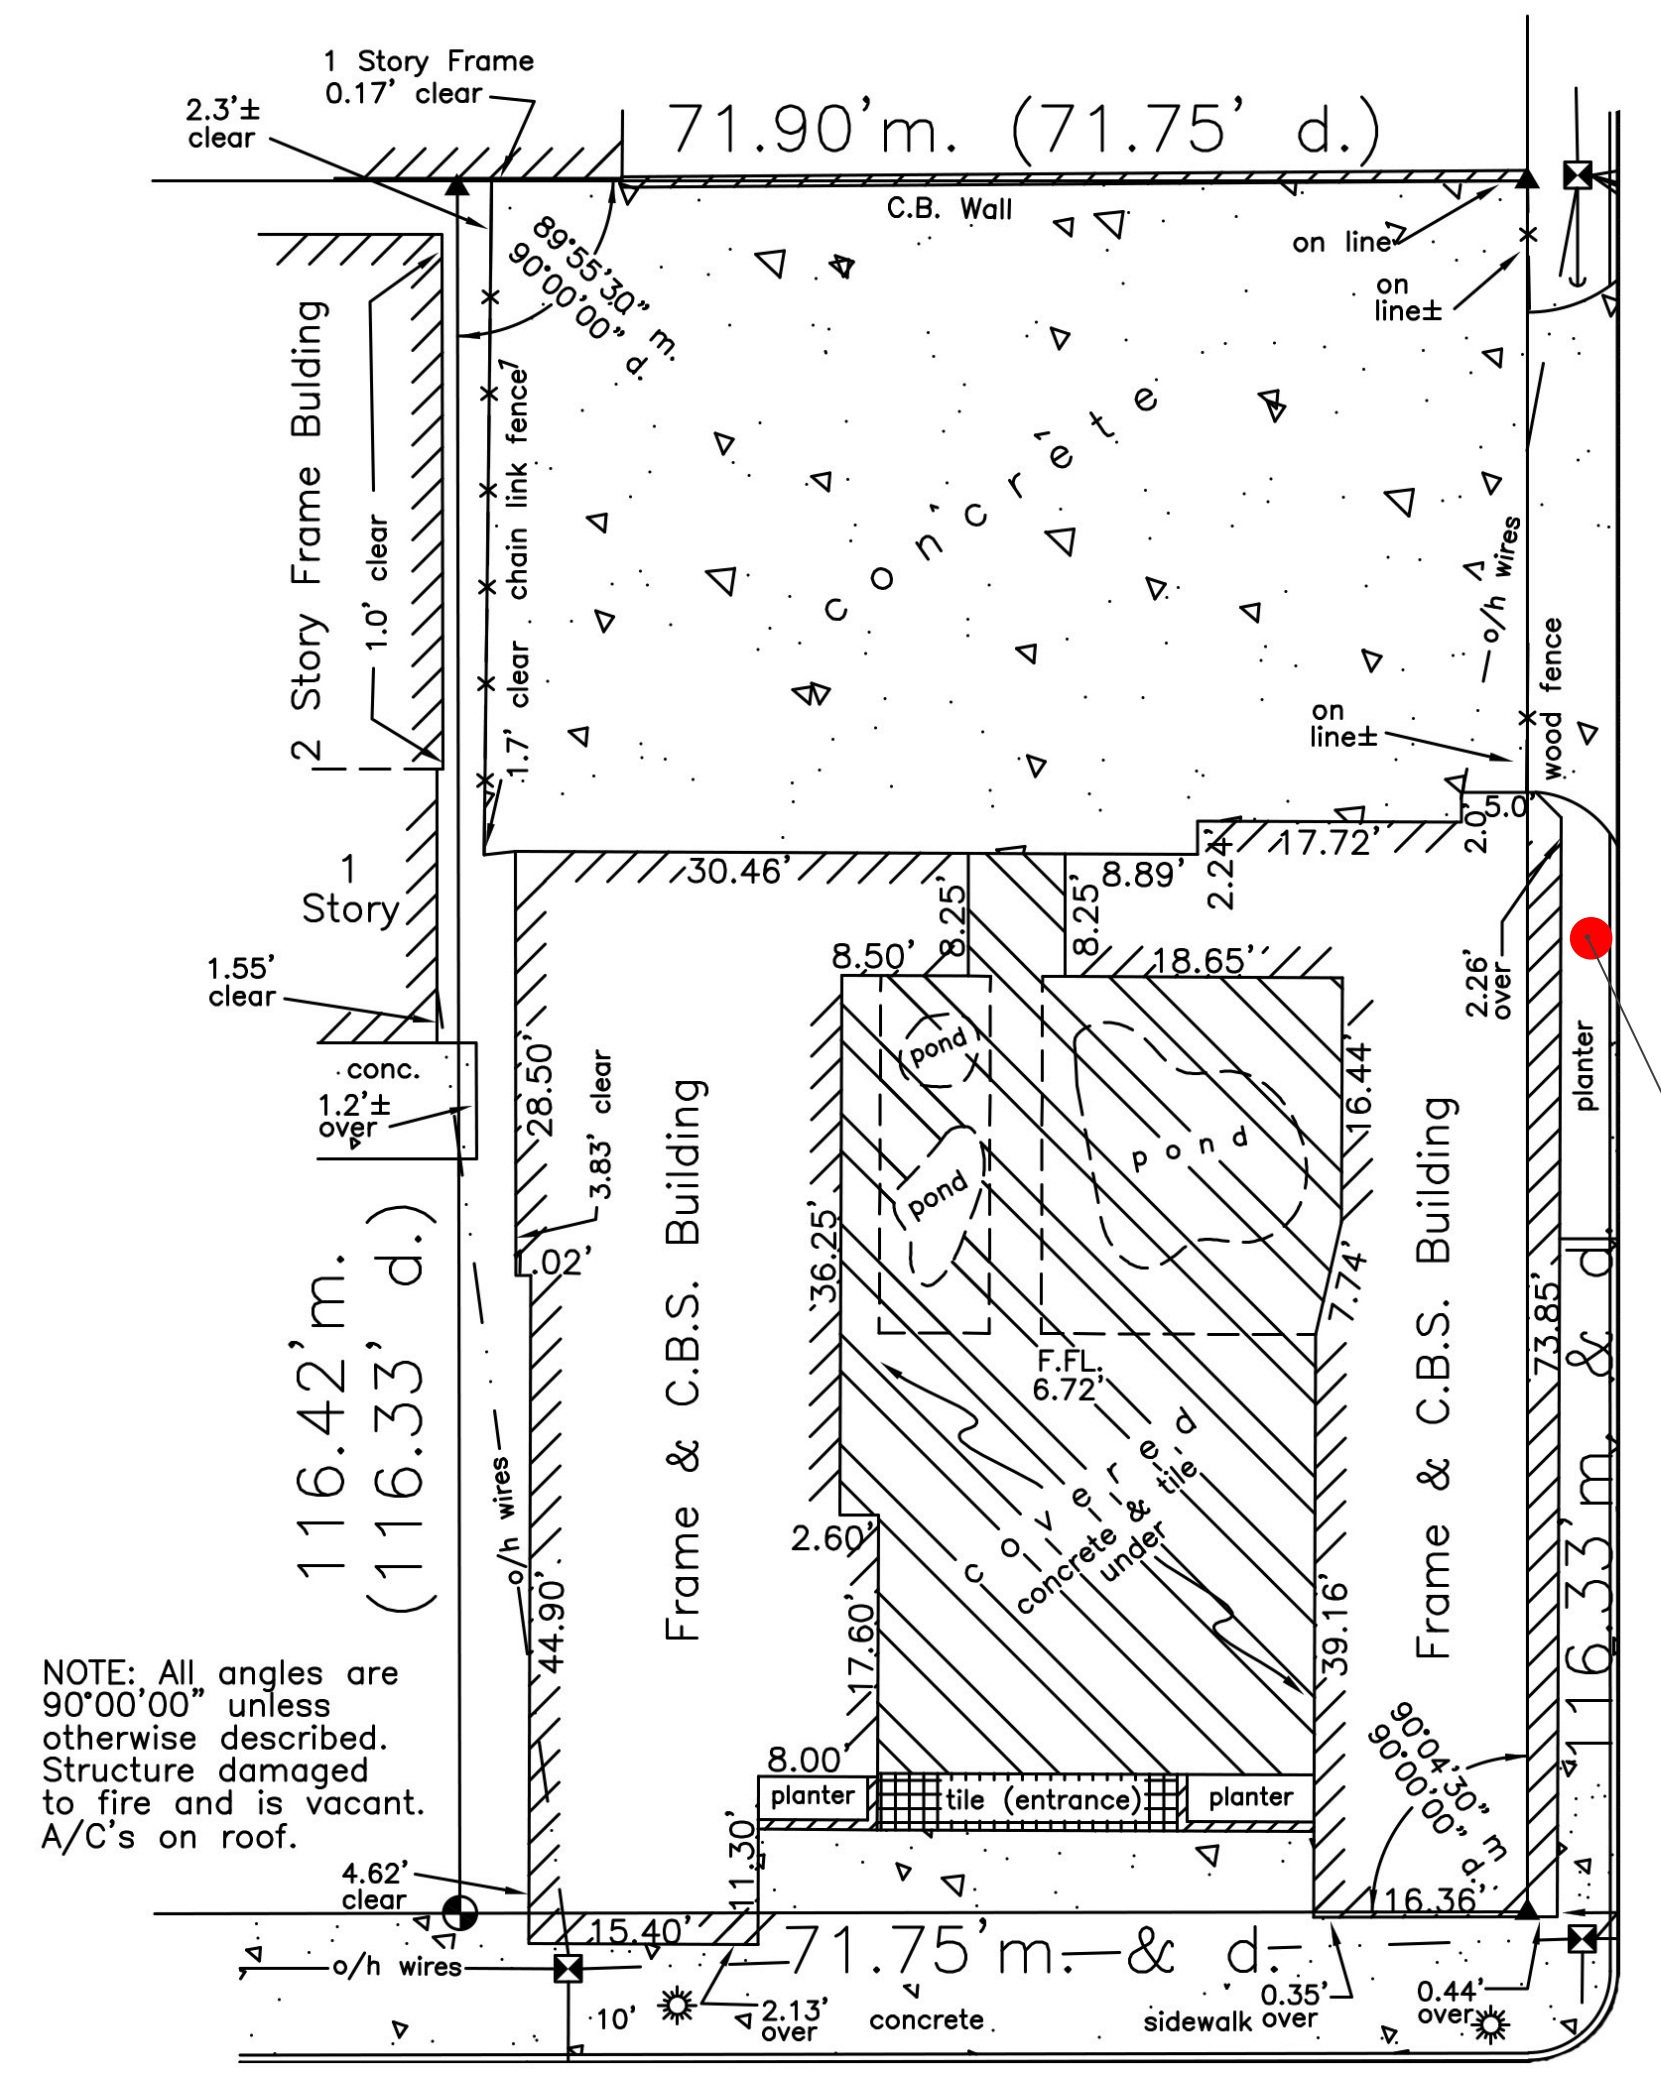 1 Story Frame
0.17' clear
2.3'±
clear
71.90'm. (71.75' d.)
C.B. Wall
on line
on
line±
89°55'30" m.
90°00'00" d.
2 Story Frame Bulding
1.0' clear
chain link fence
1.7' clear
concrete
o/h wires
wood fence
on
line±
5.0'
2.0'
17.72'
2.24'
8.89'
30.46'
8.25'
8.25'
1
Story
8.50'
18.65'
2.26'
over
1.55'
clear
planter
conc.
1.2'±
over
28.50'
3.83' clear
pond
pond
pond
16.44'
.02'
36.25'
7.74'
Frame & C.B.S. Building
Frame & C.B.S. Building
73.85'
116.42'm.
(116.33' d.)
116.33'm. & d.
F.FL.
6.72'
covered
concrete & tile
under
o/h wires
44.90'
2.60'
17.60'
39.16'
NOTE: All angles are
90°00'00" unless
otherwise described.
Structure damaged
to fire and is vacant.
A/C's on roof.
90°04'30" m.
90°00'00" d.
8.00'
planter
tile (entrance)
planter
11.30'
4.62'
clear
16.36'
15.40'
71.75'm. & d.
o/h wires
10'
2.13'
over
concrete
sidewalk
0.35'
over
0.44'
over